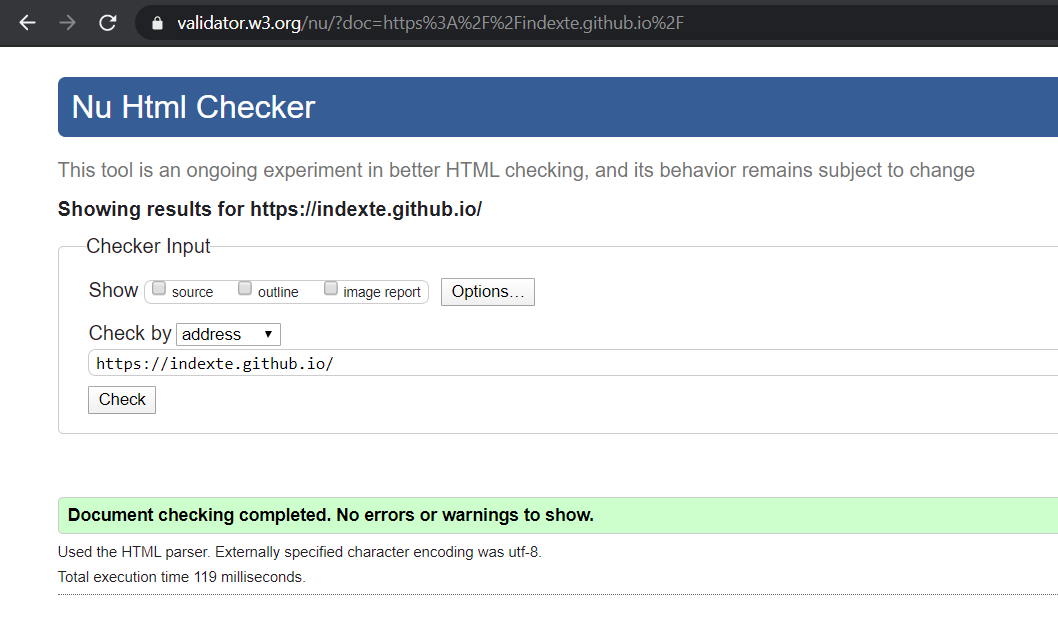 validator.w3.org/nu/?doc=https%3A%2F%2Findexte.github.io%2F
Nu Html Checker
This tool is an ongoing experiment in better HTML checking, and its behavior remains subject to change
Showing results for https://indexte.github.io/
Checker Input
Show source outline image report Options...
Check by address
https://indexte.github.io/
Check
Document checking completed. No errors or warnings to show.
Used the HTML parser. Externally specified character encoding was utf-8.
Total execution time 119 milliseconds.